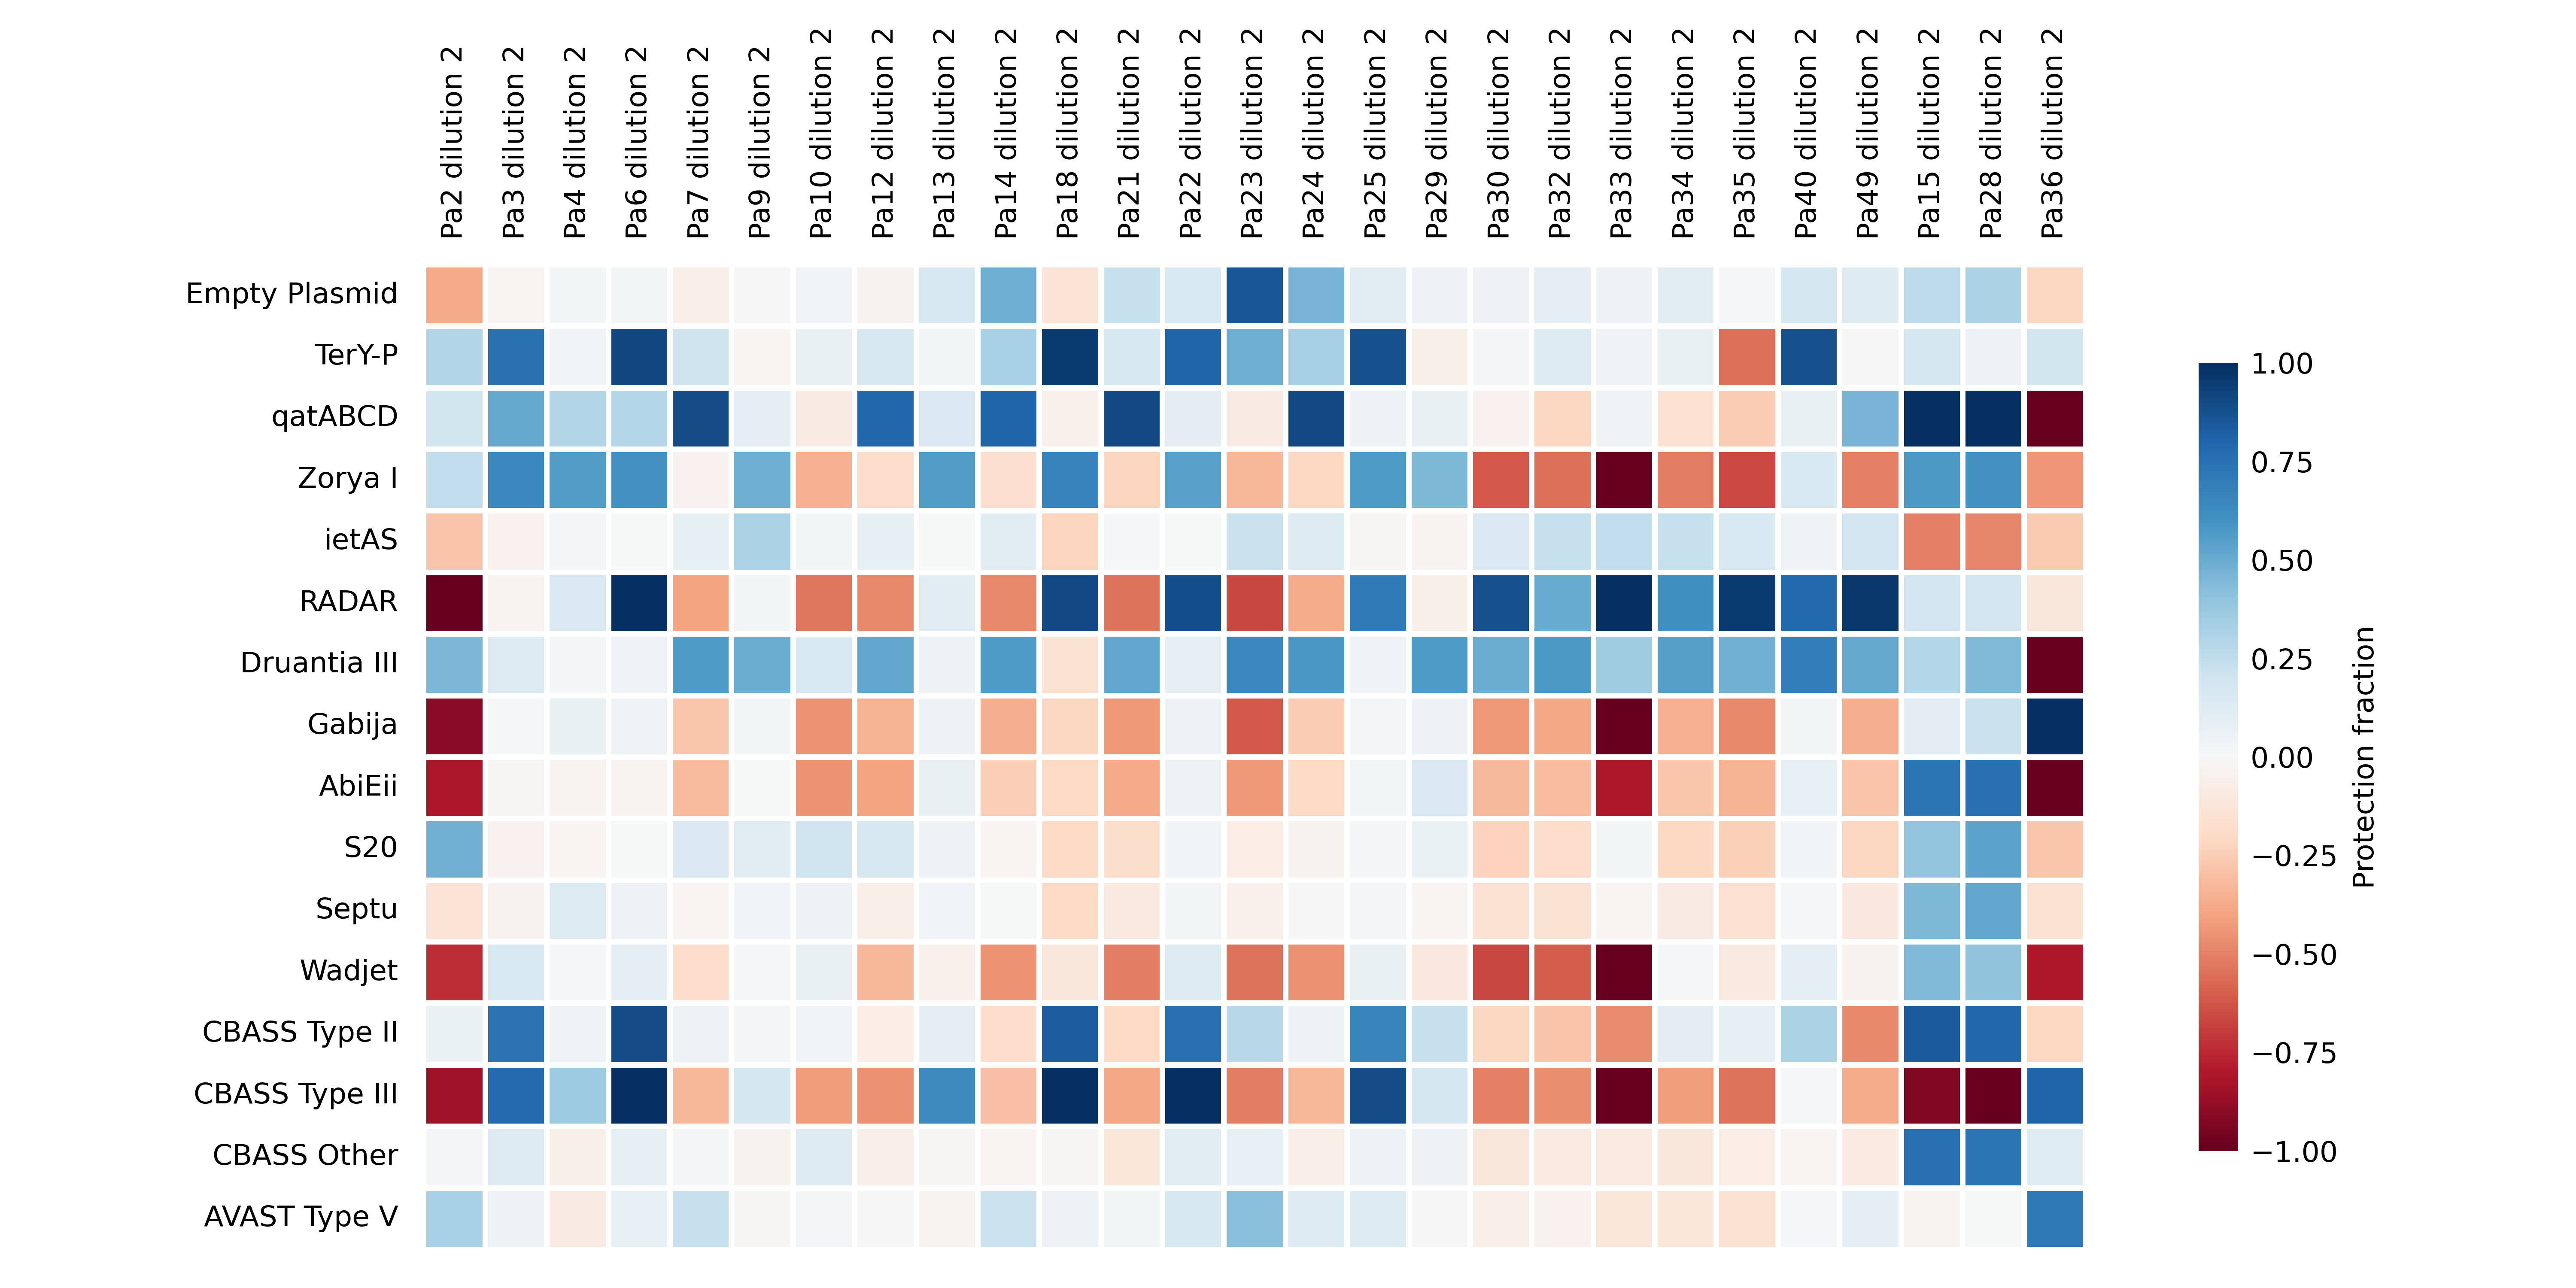 Pa2 dilution 2
Pa3 dilution 2
Pa4 dilution 2
Pa6 dilution 2
Pa7 dilution 2
Pa9 dilution 2
Pa10 dilution 2
Pa12 dilution 2
Pa13 dilution 2
Pa14 dilution 2
Pa18 dilution 2
Pa21 dilution 2
Pa22 dilution 2
Pa23 dilution 2
Pa24 dilution 2
Pa25 dilution 2
Pa29 dilution 2
Pa30 dilution 2
Pa32 dilution 2
Pa33 dilution 2
Pa34 dilution 2
Pa35 dilution 2
Pa40 dilution 2
Pa49 dilution 2
Pa15 dilution 2
Pa28 dilution 2
Pa36 dilution 2
Empty Plasmid
TerY-P
qatABCD
Zorya I
ietAS
RADAR
Druantia III
Gabija
AbiEii
S20
Septu
Wadjet
CBASS Type II
CBASS Type III
CBASS Other
AVAST Type V
1.00
0.75
0.50
0.25
0.00
−0.25
−0.50
−0.75
−1.00
Protection fraction